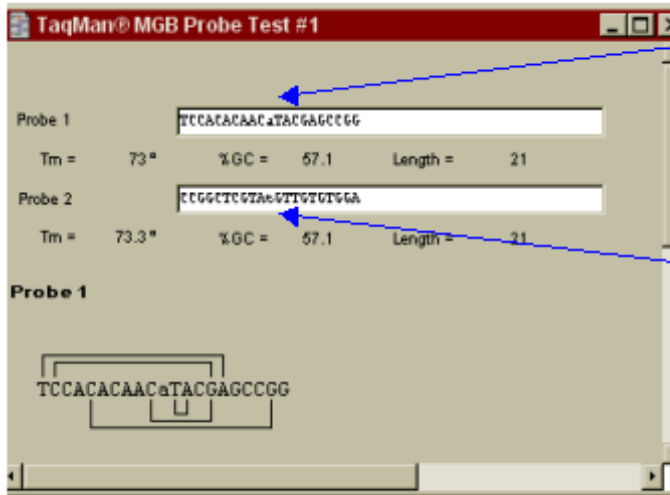 TaqMan® MGB Probe Test #1
Probe 1 TCCACACAACaTACGAGCCGG
Tm = 73° %GC = 57.1 Length = 21
Probe 2 CCGGCTCGTAtGTTGTGTGGA
Tm = 73.3° %GC = 57.1 Length = 21
Probe 1
TCCACACAACaTACGAGCCGG